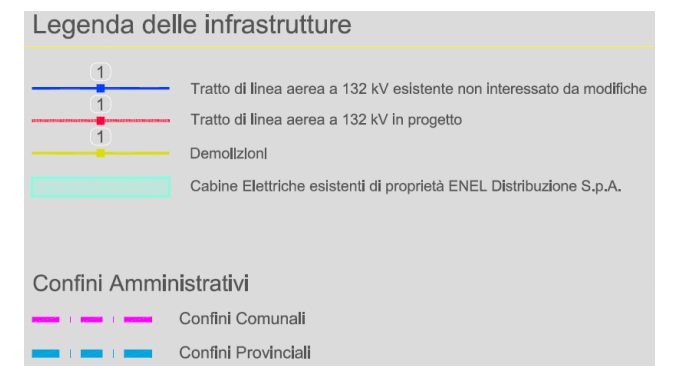 Legenda delle infrastrutture
1
Tratto di linea aerea a 132 kV esistente non interessato da modifiche
1
Tratto di linea aerea a 132 kV in progetto
1
Demolizioni
Cabine Elettriche esistenti di proprietà ENEL Distribuzione S.p.A.
Confini Amministrativi
Confini Comunali
Confini Provinciali